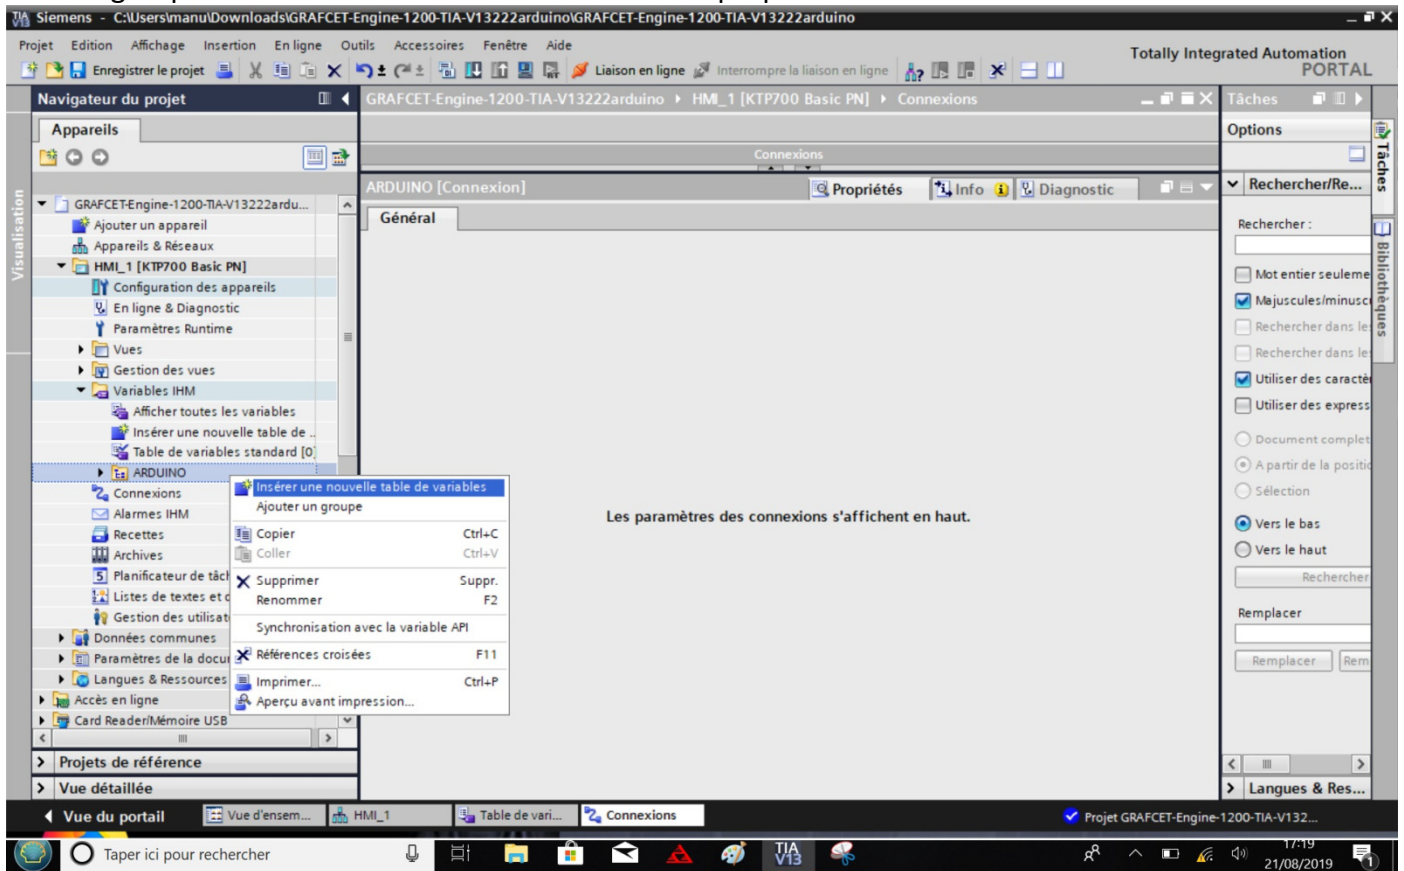 Siemens - C:\Users\manu\Downloads\GRAFCET-Engine-1200-TIA-V13222arduino\GRAFCET-Engine-1200-TIA-V13222arduino
Projet Edition Affichage Insertion En ligne Outils Accessoires Fenêtre Aide
Totally Integrated Automation
PORTAL
Enregistrer le projet
Liaison en ligne
Interrompre la liaison en ligne
Navigateur du projet
GRAFCET-Engine-1200-TIA-V13222arduino HMI_1 [KTP700 Basic PN] Connexions
Tâches
Appareils
Options
Connexions
ARDUINO [Connexion]
Propriétés
Info
Diagnostic
Général
Rechercher/Re...
Visualisation
GRAFCET-Engine-1200-TIA-V13222ardu...
Ajouter un appareil
Appareils & Réseaux
HMI_1 [KTP700 Basic PN]
Configuration des appareils
En ligne & Diagnostic
Paramètres Runtime
Vues
Gestion des vues
Variables IHM
Afficher toutes les variables
Insérer une nouvelle table de ..
Table de variables standard [0]
ARDUINO
Connexions
Alarmes IHM
Recettes
Archives
Planificateur de tâcl
Listes de textes et c
Gestion des utilisat
Données communes
Paramètres de la docu
Langues & Ressources
Accès en ligne
Card Reader/Mémoire USB
Projets de référence
Vue détaillée
Insérer une nouvelle table de variables
Ajouter un groupe
Copier Ctrl+C
Coller Ctrl+V
Supprimer Suppr.
Renommer F2
Synchronisation avec la variable API
Références croisées F11
Imprimer... Ctrl+P
Aperçu avant impression...
Les paramètres des connexions s'affichent en haut.
Rechercher :
Mot entier seuleme
Majuscules/minusc
Rechercher dans les
Rechercher dans les
Utiliser des caractè
Utiliser des express
Document complet
A partir de la positio
Sélection
Vers le bas
Vers le haut
Rechercher
Remplacer
Remplacer Rem
Langues & Res...
Tâches
Bibliothèques
Vue du portail
Vue d'ensem...
HMI_1
Table de vari...
Connexions
Projet GRAFCET-Engine-1200-TIA-V132...
Taper ici pour rechercher
TIA
V13
17:19
21/08/2019
1